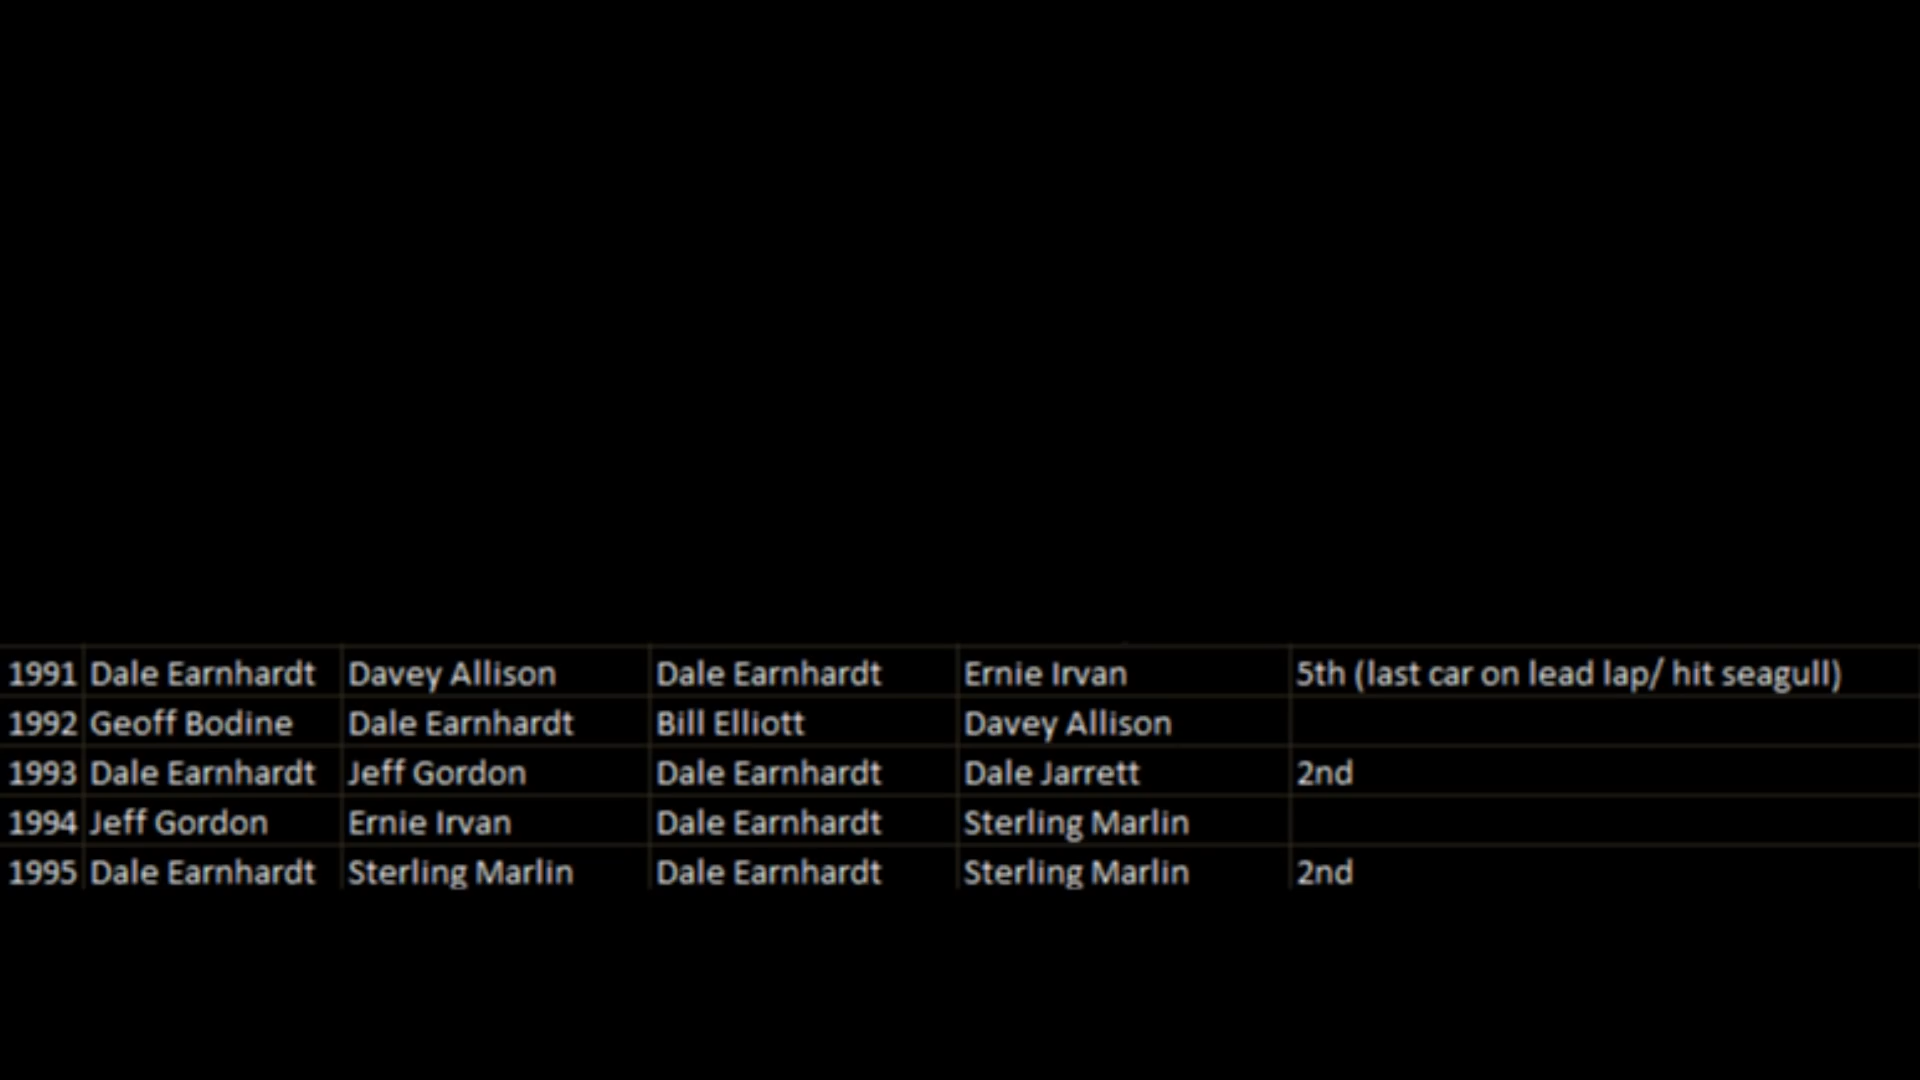 1991 Dale Earnhardt Davey Allison Dale Earnhardt Ernie Irvan 5th (last car on lead lap/ hit seagull)
1992 Geoff Bodine Dale Earnhardt Bill Elliott Davey Allison
1993 Dale Earnhardt Jeff Gordon Dale Earnhardt Dale Jarrett 2nd
1994 Jeff Gordon Ernie Irvan Dale Earnhardt Sterling Marlin
1995 Dale Earnhardt Sterling Marlin Dale Earnhardt Sterling Marlin 2nd